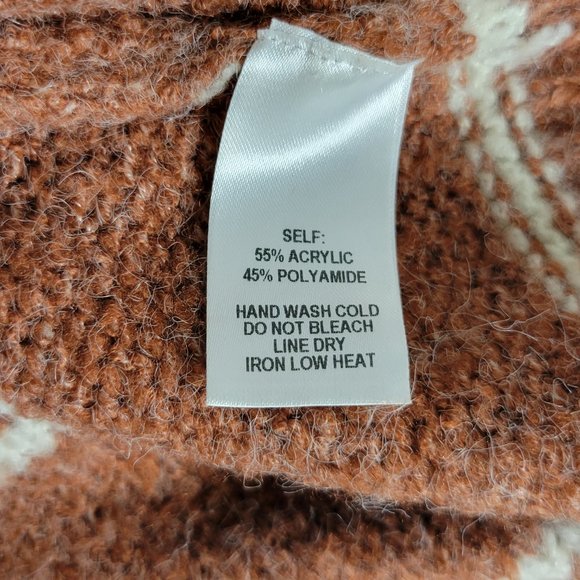 SELF:
55% ACRYLIC
45% POLYAMIDE
HAND WASH COLD
DO NOT BLEACH
LINE DRY
IRON LOW HEAT